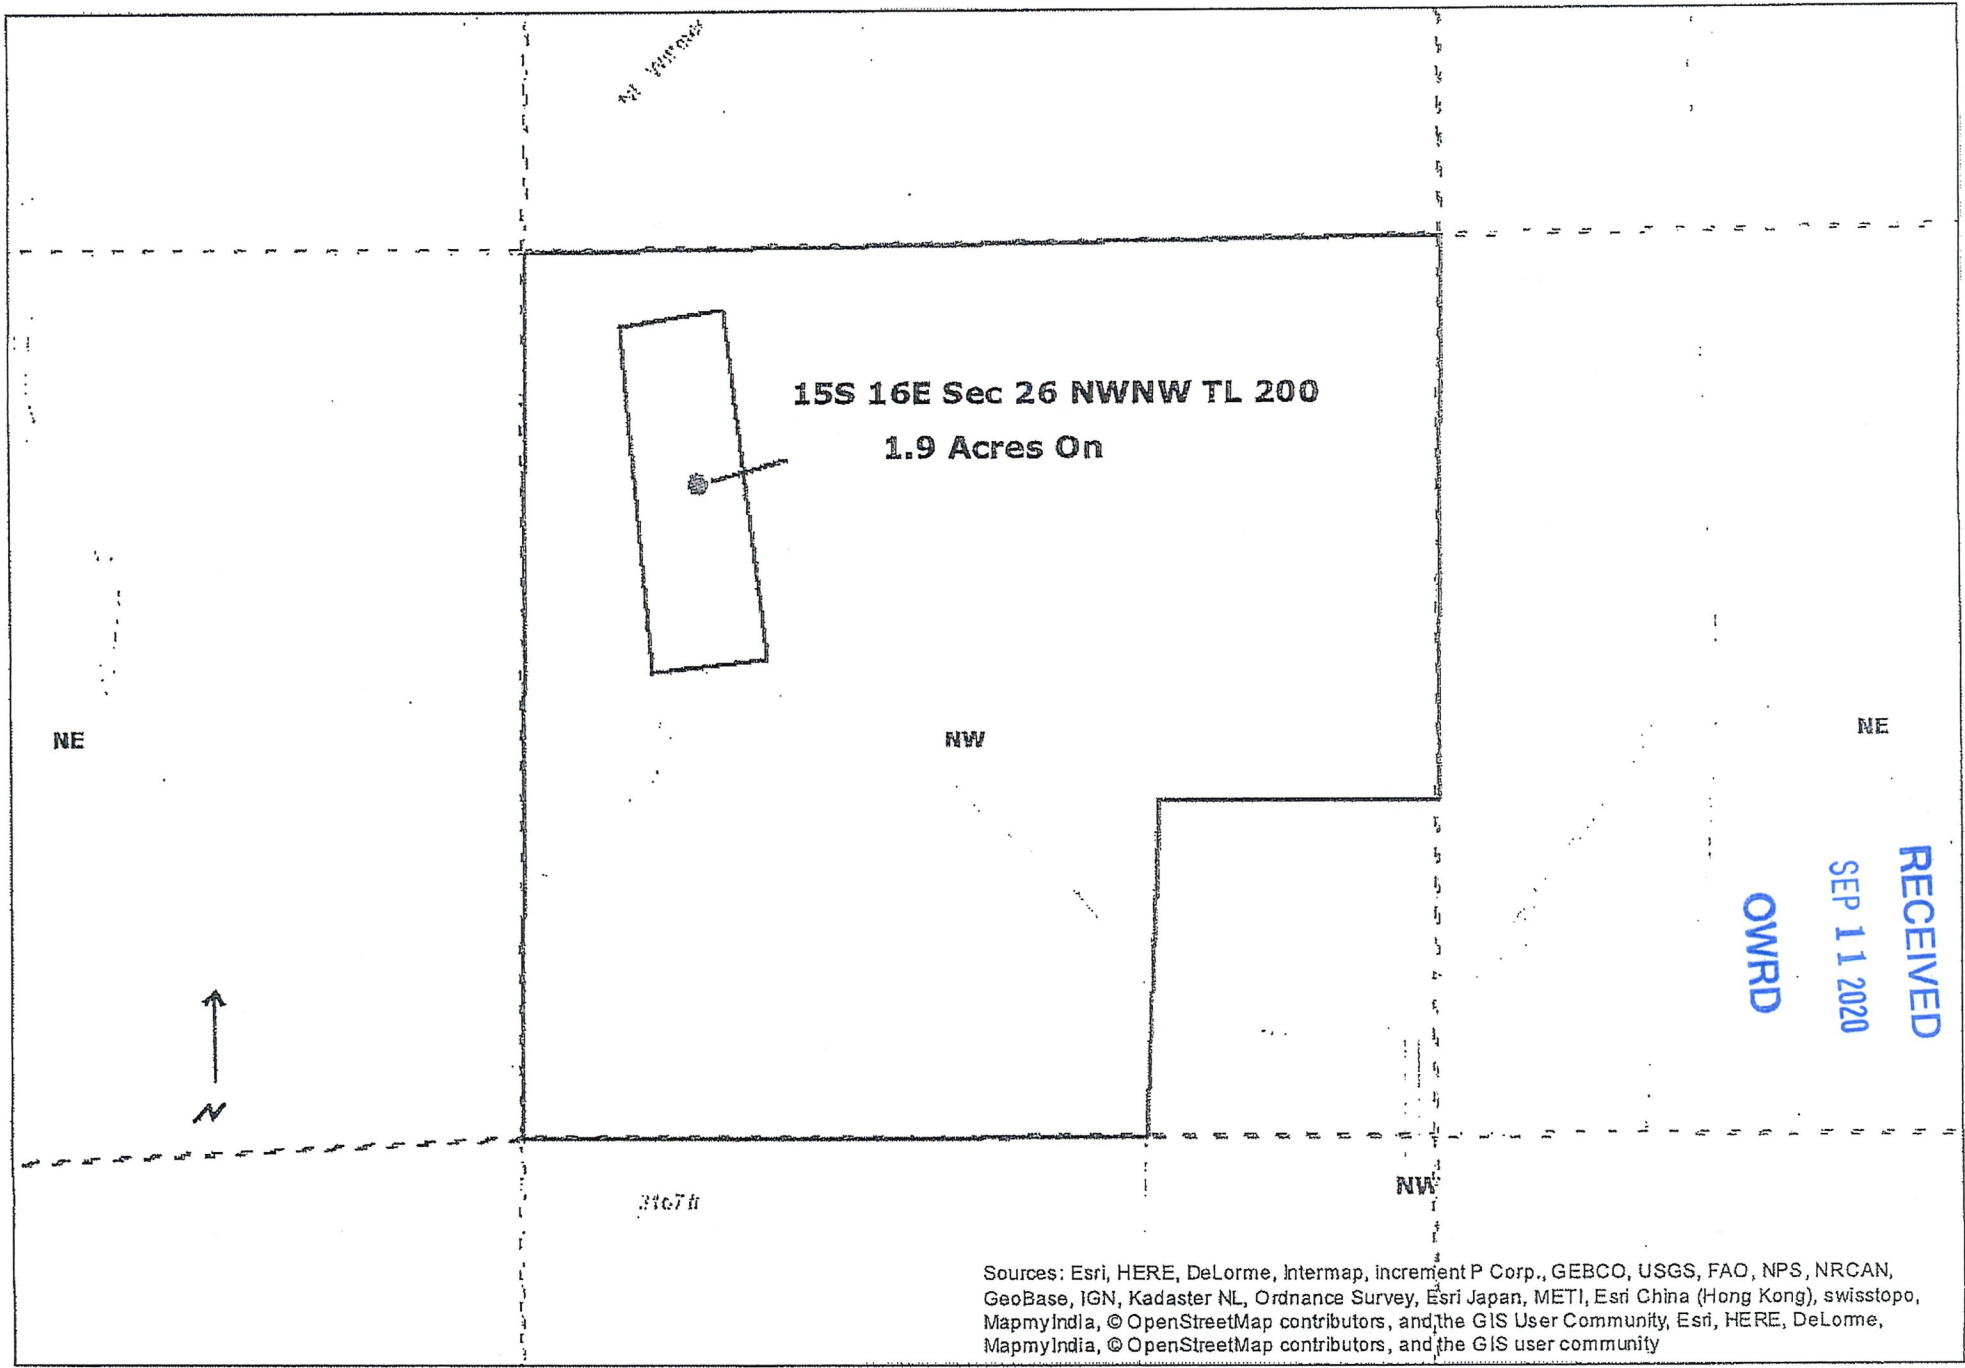 15S 16E Sec 26 NWNW TL 200
1.9 Acres On
NE
NW
NE
RECEIVED
SEP 11 2020
OWRD
N
NW
Sources: Esri, HERE, DeLorme, Intermap, increment P Corp., GEBCO, USGS, FAO, NPS, NRCAN,
GeoBase, IGN, Kadaster NL, Ordnance Survey, Esri Japan, METI, Esri China (Hong Kong), swisstopo,
MapmyIndia, © OpenStreetMap contributors, and the GIS User Community, Esri, HERE, DeLorme,
MapmyIndia, © OpenStreetMap contributors, and the GIS user community